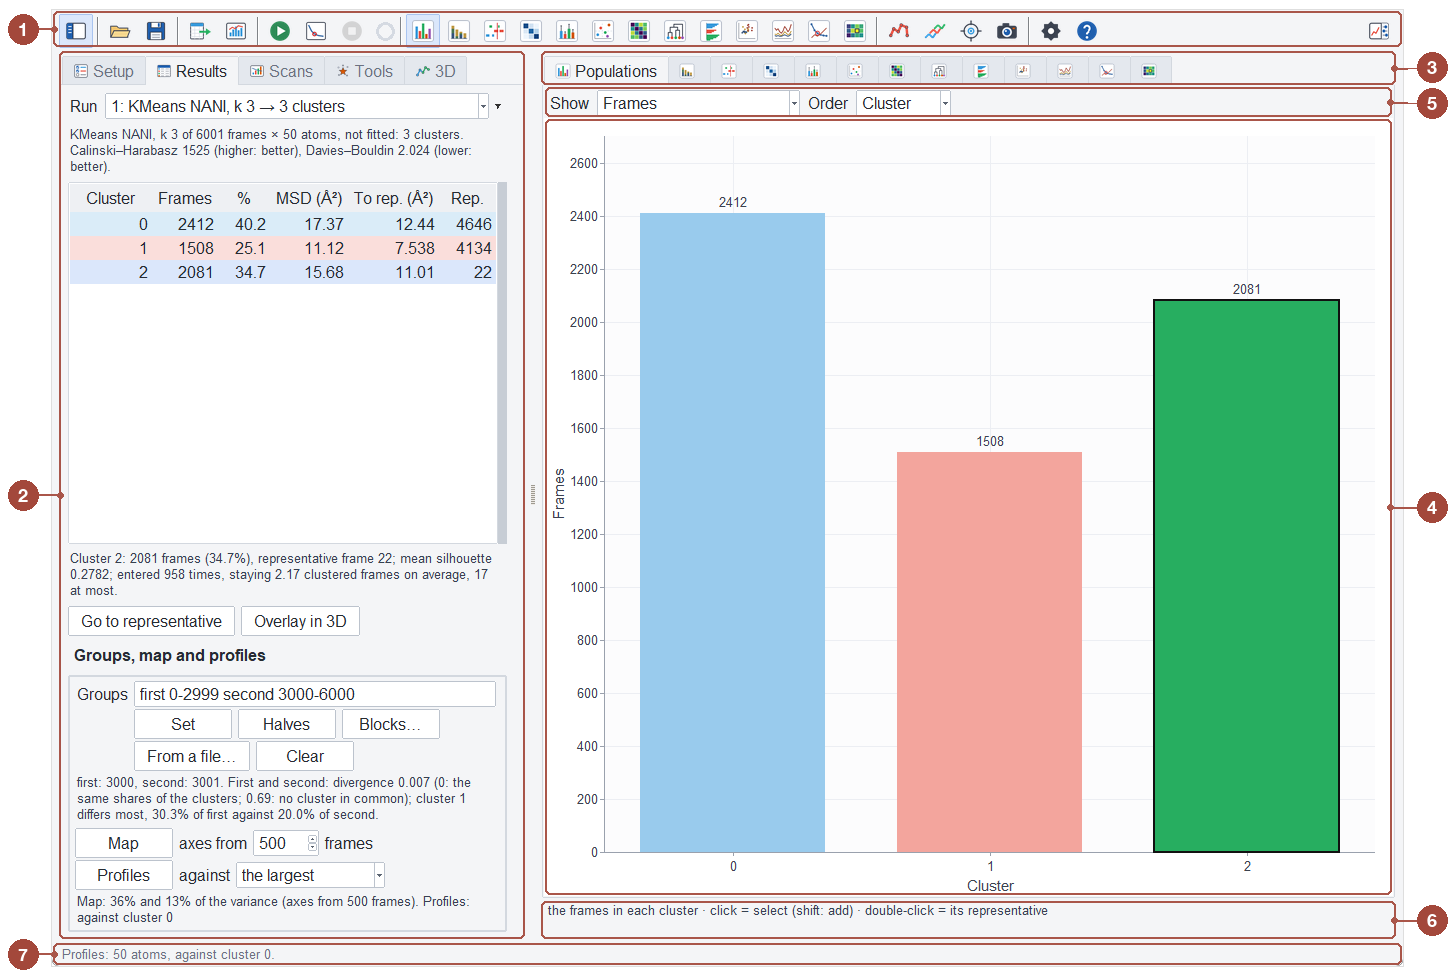 1
Setup
Results
Scans
Tools
3D
Run
1: KMeans NANI, k 3 → 3 clusters
KMeans NANI, k 3 of 6001 frames × 50 atoms, not fitted: 3 clusters.
Calinski–Harabasz 1525 (higher: better), Davies–Bouldin 2.024 (lower:
better).
Cluster Frames % MSD (Å²) To rep. (Å²) Rep.
0 2412 40.2 17.37 12.44 4646
1 1508 25.1 11.12 7.538 4134
2 2081 34.7 15.68 11.01 22
2
Cluster 2: 2081 frames (34.7%), representative frame 22; mean silhouette
0.2782; entered 958 times, staying 2.17 clustered frames on average, 17
at most.
Go to representative
Overlay in 3D
Groups, map and profiles
Groups
first 0-2999 second 3000-6000
Set
Halves
Blocks...
From a file...
Clear
first: 3000, second: 3001. First and second: divergence 0.007 (0: the
same shares of the clusters; 0.69: no cluster in common); cluster 1
differs most, 30.3% of first against 20.0% of second.
Map
axes from
500
frames
Profiles
against
the largest
Map: 36% and 13% of the variance (axes from 500 frames). Profiles:
against cluster 0
Populations
3
Show
Frames
Order
Cluster
5
2600
2400
2200
2000
1800
1600
1400
1200
1000
800
600
400
200
0
Frames
2412
1508
2081
0
1
2
Cluster
4
the frames in each cluster · click = select (shift: add) · double-click = its representative
6
7
Profiles: 50 atoms, against cluster 0.